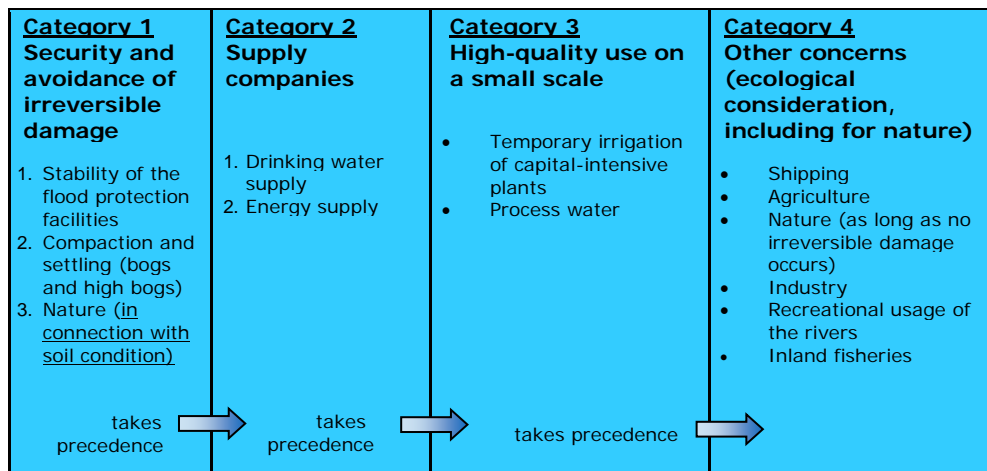 Category 1
Security and
avoidance of
irreversible
damage
1. Stability of the
flood protection
facilities
2. Compaction and
settling (bogs
and high bogs)
3. Nature (in
connection with
soil condition)
takes
precedence
Category 2
Supply
companies
1. Drinking water
supply
2. Energy supply
takes
precedence
Category 3
High-quality use on
a small scale
• Temporary irrigation
of capital-intensive
plants
• Process water
takes precedence
Category 4
Other concerns
(ecological
consideration,
including for nature)
• Shipping
• Agriculture
• Nature (as long as no
irreversible damage
occurs)
• Industry
• Recreational usage of
the rivers
• Inland fisheries